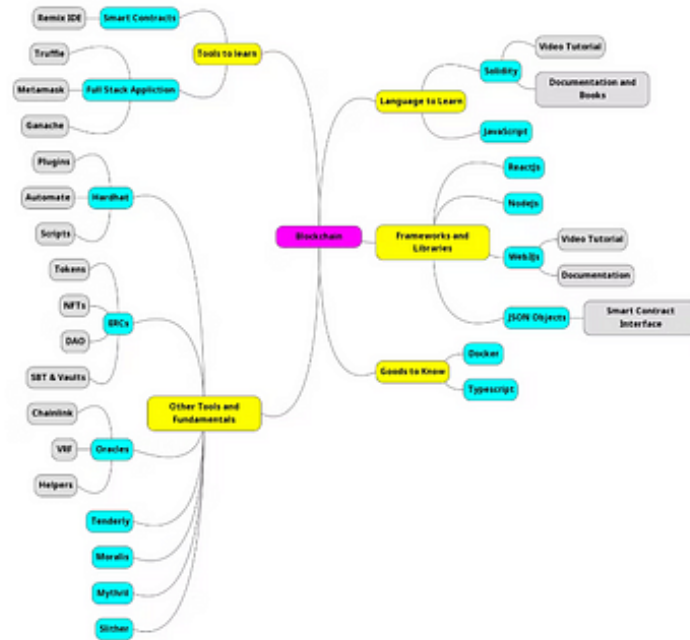 Remix IDE
Smart Contracts
Truffle
Tools to learn
Metamask
Full Stack Appliction
Ganache
Plugins
Automate
Hardhat
Scripts
Tokens
NFTs
ERCs
DAO
SBT & Vaults
Other Tools and
Fundamentals
Chainlink
VRF
Oracles
Helpers
Tenderly
Moralis
Mythril
Slither
Blockchain
Video Tutorial
Solidity
Documentation and
Books
Language to Learn
JavaScript
ReactJs
NodeJs
Frameworks and
Libraries
Video Tutorial
Web3Js
Documentation
JSON Objects
Smart Contract
Interface
Docker
Goods to Know
Typescript